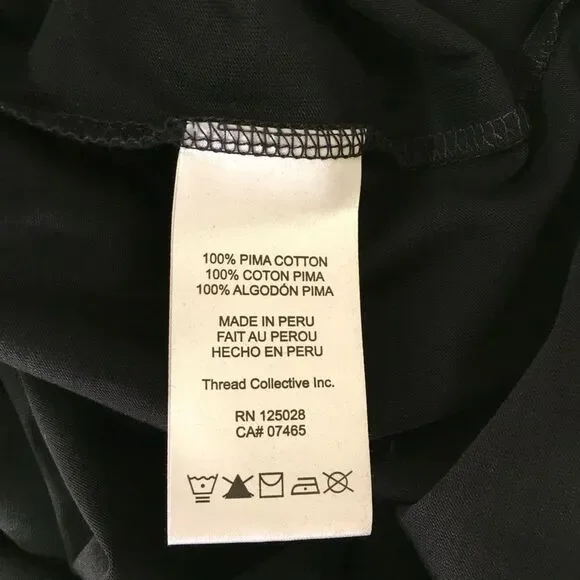 100% PIMA COTTON
100% COTON PIMA
100% ALGODÓN PIMA
MADE IN PERU
FAIT AU PEROU
HECHO EN PERU
Thread Collective Inc.
RN 125028
CA# 07465